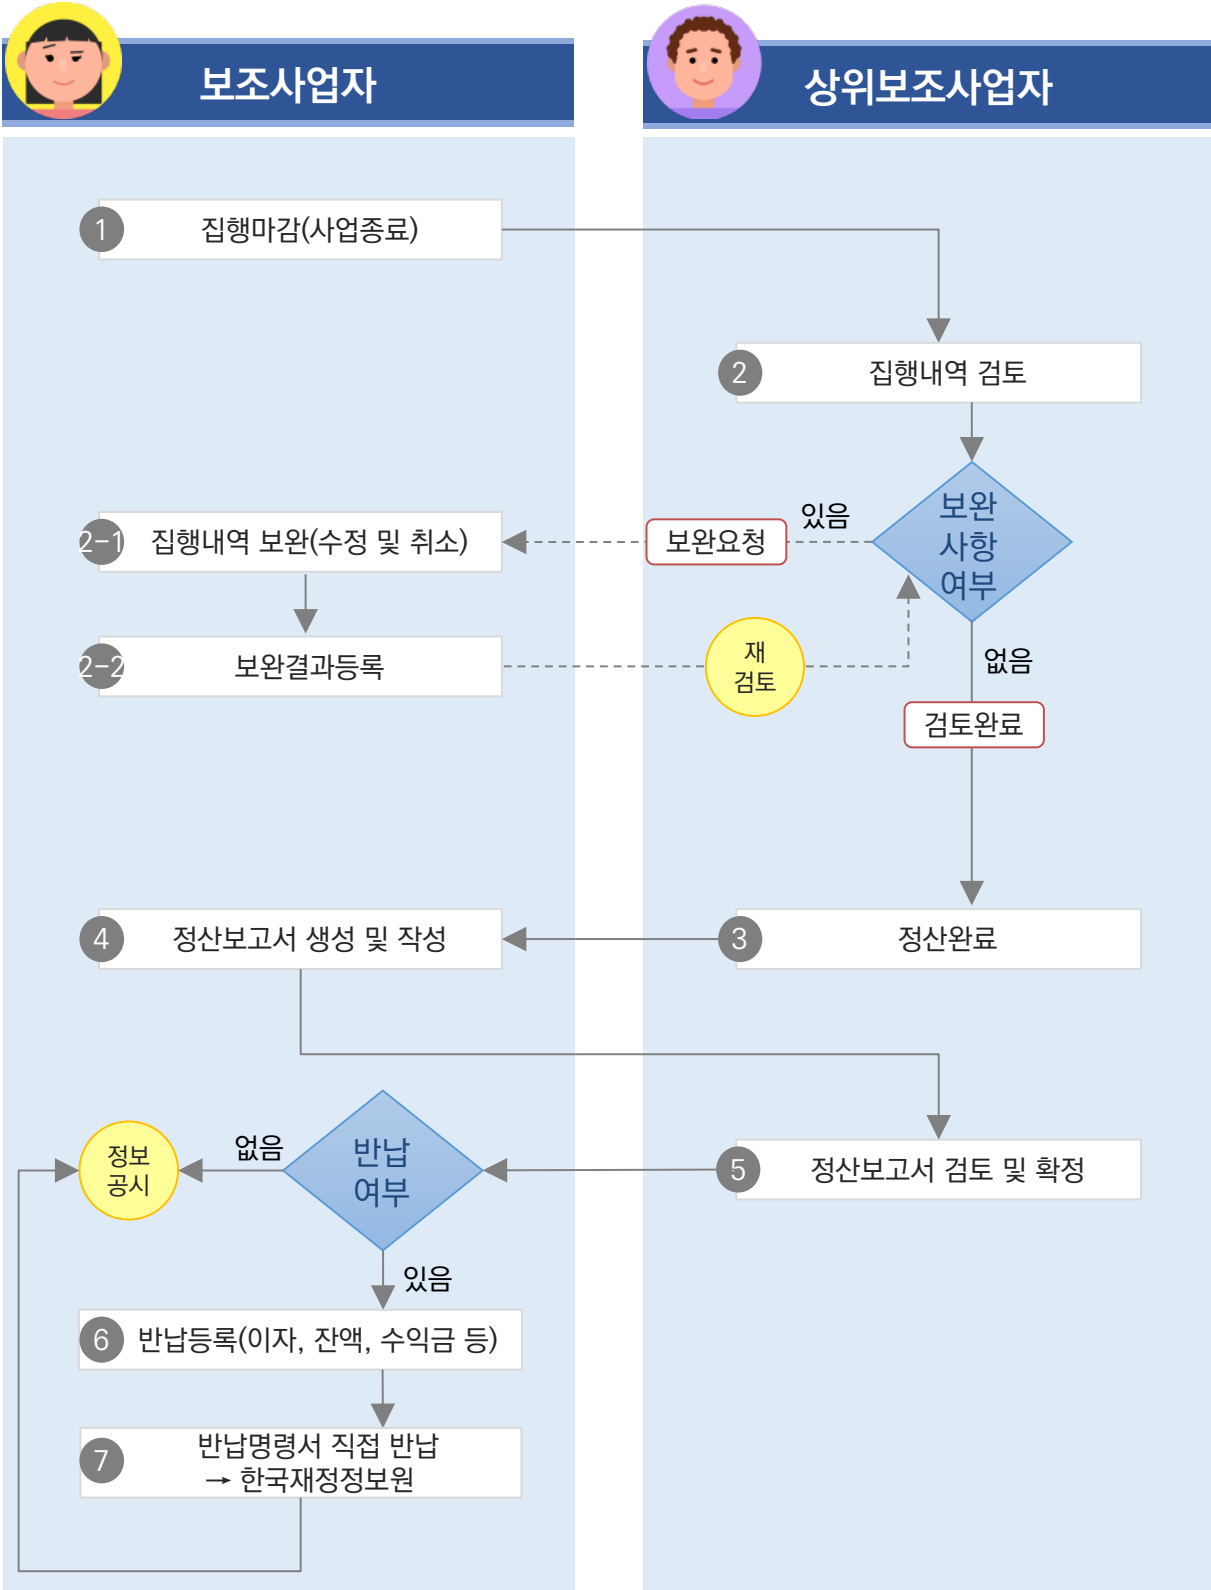 보조사업자
상위보조사업자
1
집행마감(사업종료)
2
집행내역 검토
보완
사항
여부
있음
보완요청
2-1
집행내역 보완(수정 및 취소)
2-2
보완결과등록
재
검토
없음
검토완료
3
정산완료
4
정산보고서 생성 및 작성
5
정산보고서 검토 및 확정
반납
여부
없음
정보
공시
있음
6
반납등록(이자, 잔액, 수익금 등)
7
반납명령서 직접 반납
→ 한국재정정보원